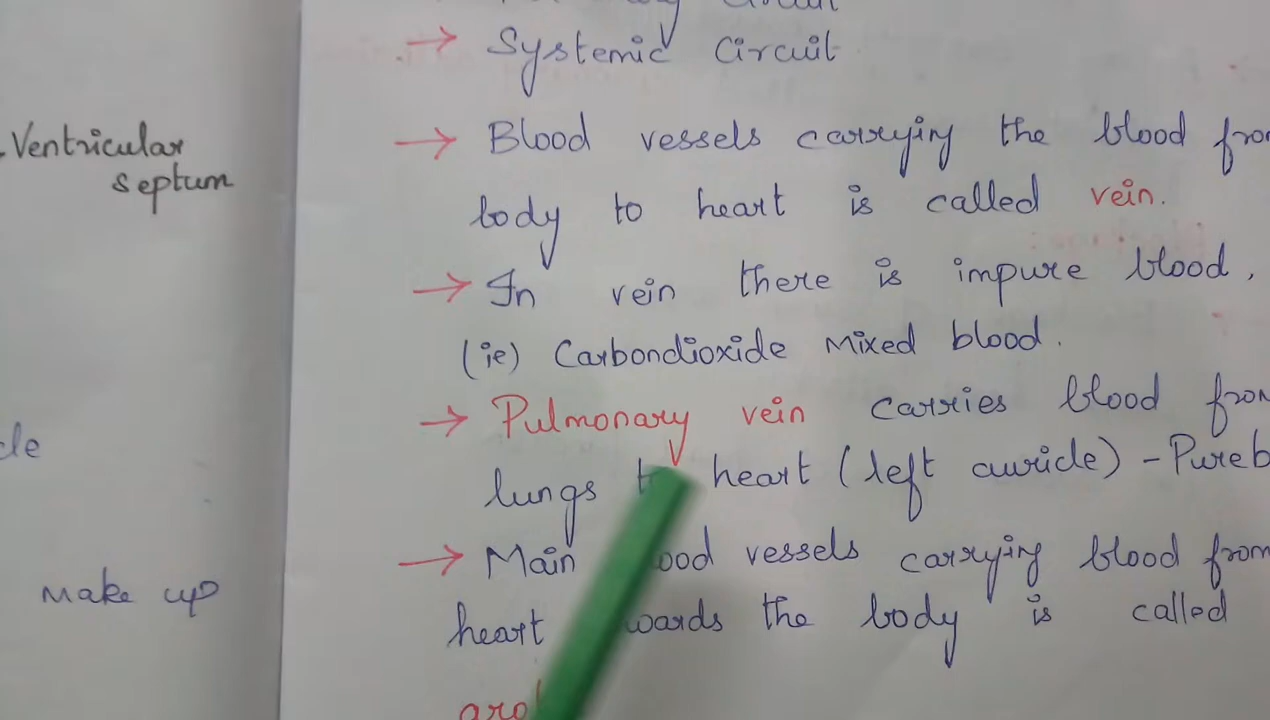 Systemic Circuit
. Ventricular
septum
→ Blood vessels carrying the blood from
body to heart is called vein.
→ In vein there is impure blood,
(ie) Carbondioxide Mixed blood.
→ Pulmonary vein carries blood from
lungs heart (left auricle) - Pure
→ Main vessels carrying blood from
heart the body is called
Make up